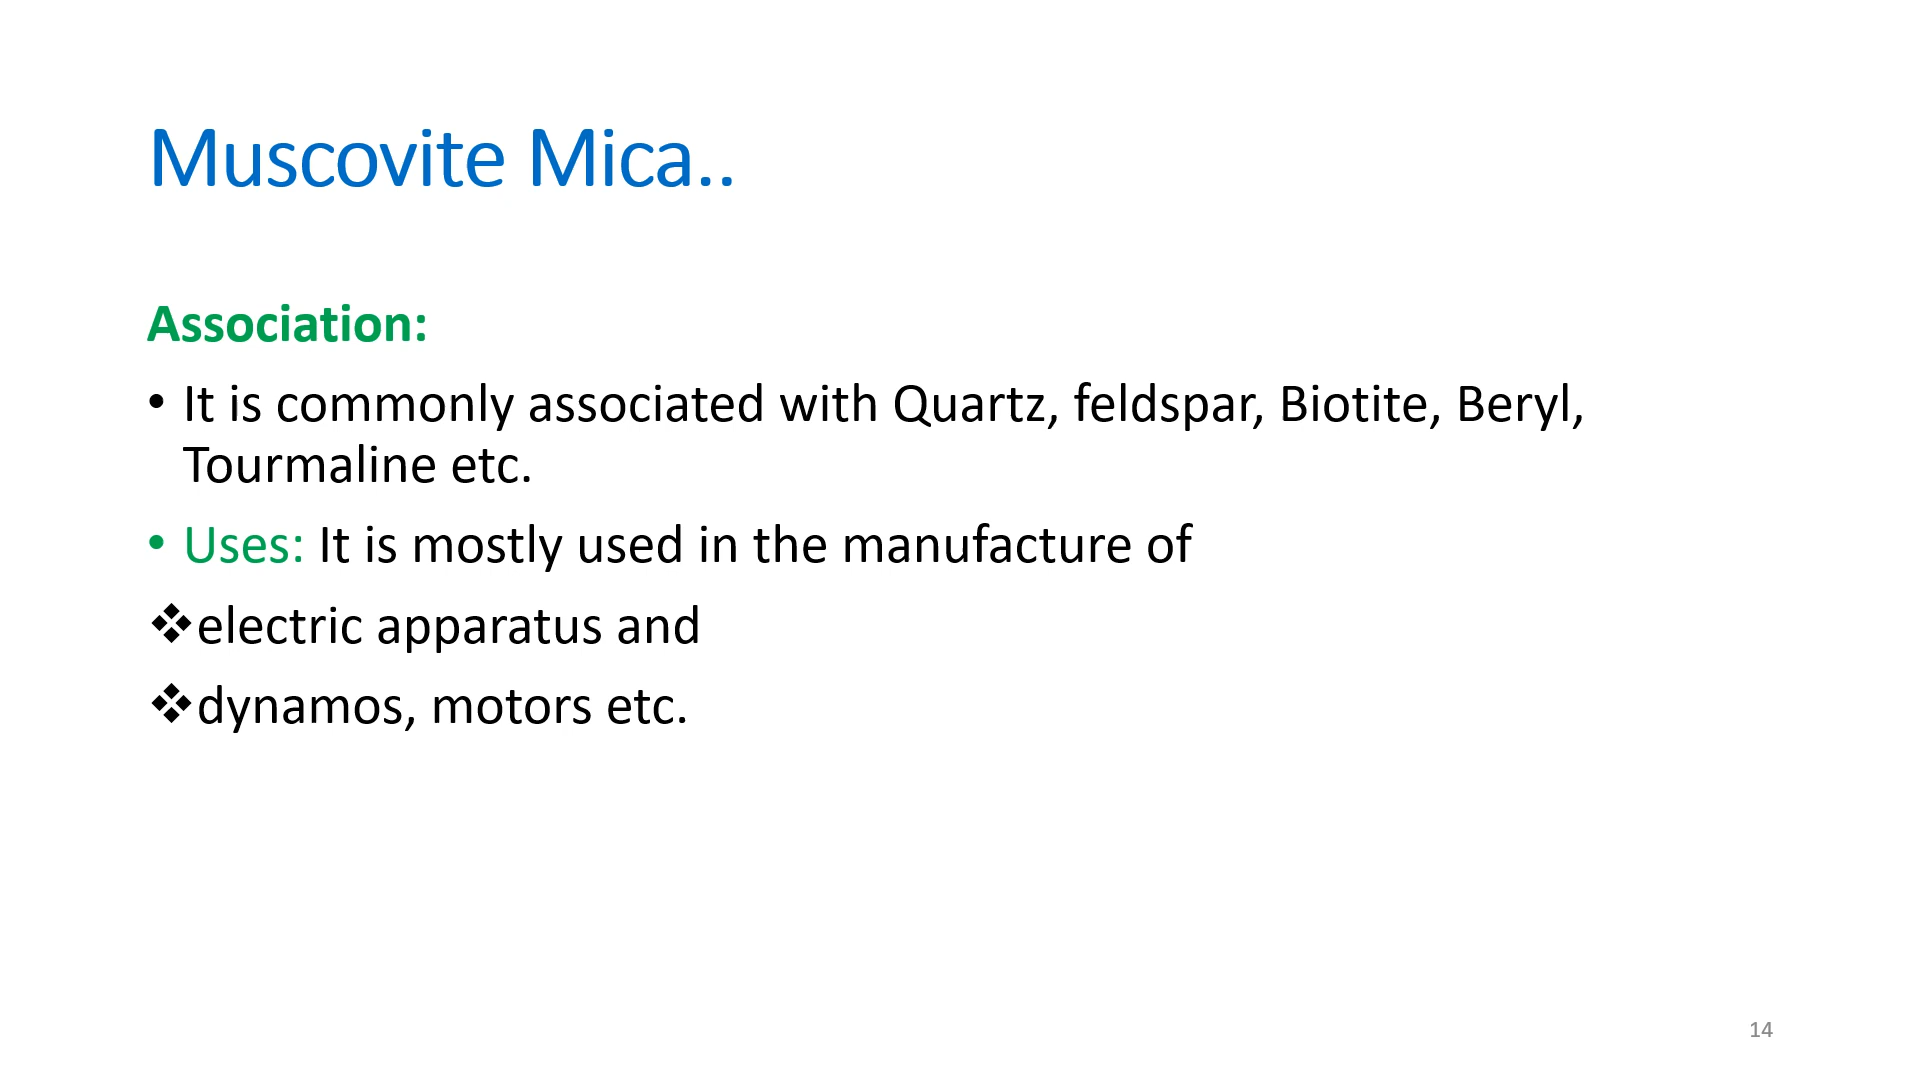 Muscovite Mica..
Association:
• It is commonly associated with Quartz, feldspar, Biotite, Beryl,
Tourmaline etc.
• Uses: It is mostly used in the manufacture of
❖electric apparatus and
❖dynamos, motors etc.
14